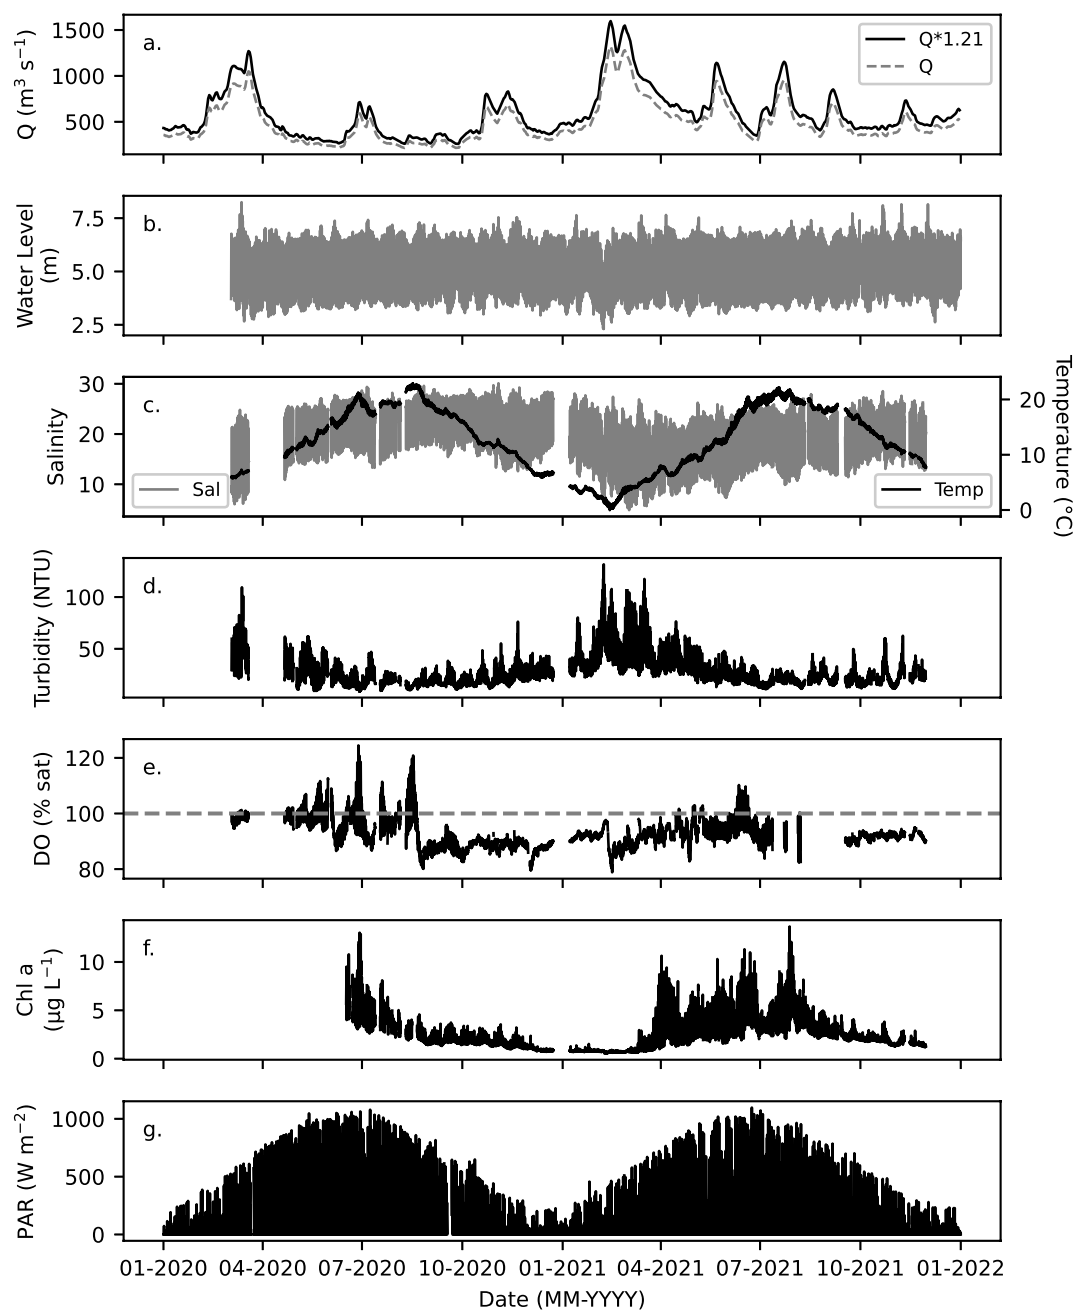 a.
Q (m³ s⁻¹)
1500
1000
500
Q*1.21
Q
b.
Water Level
(m)
7.5
5.0
2.5
c.
Salinity
30
20
10
Sal
Temp
Temperature (°C)
20
10
0
d.
Turbidity (NTU)
100
50
e.
DO (% sat)
120
100
80
f.
Chl a
(µg L⁻¹)
10
5
0
g.
PAR (W m⁻²)
1000
500
0
01-2020 04-2020 07-2020 10-2020 01-2021 04-2021 07-2021 10-2021 01-2022
Date (MM-YYYY)